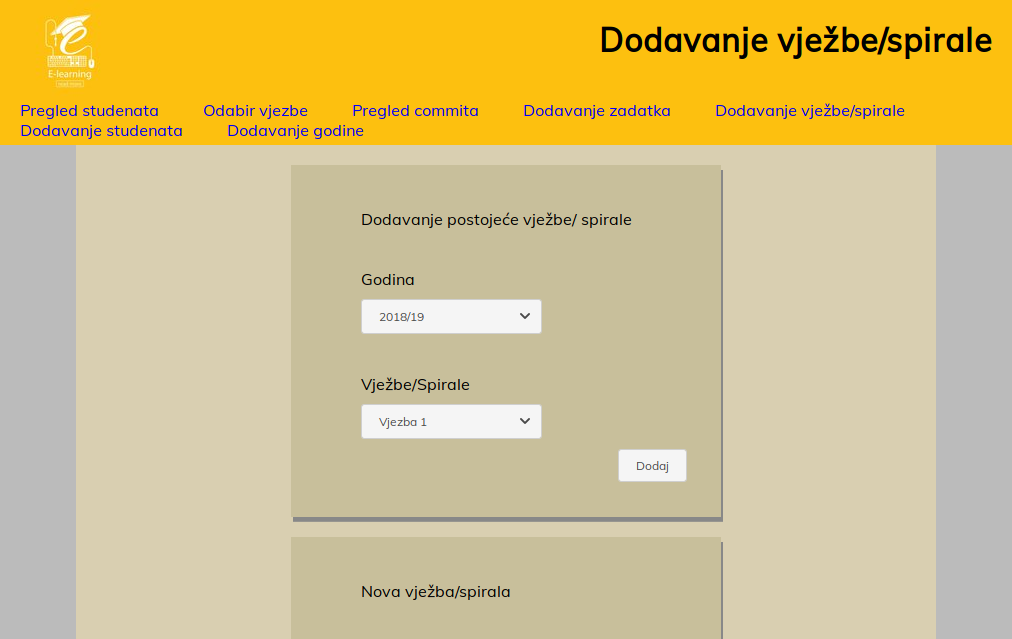 Dodavanje vježbe/spirale
E-learning
Pregled studenata Odabir vjezbe Pregled commita Dodavanje zadatka Dodavanje vježbe/spirale
Dodavanje studenata Dodavanje godine
Dodavanje postojeće vježbe/ spirale
Godina
2018/19
Vježbe/Spirale
Vjezba 1
Dodaj
Nova vježba/spirala